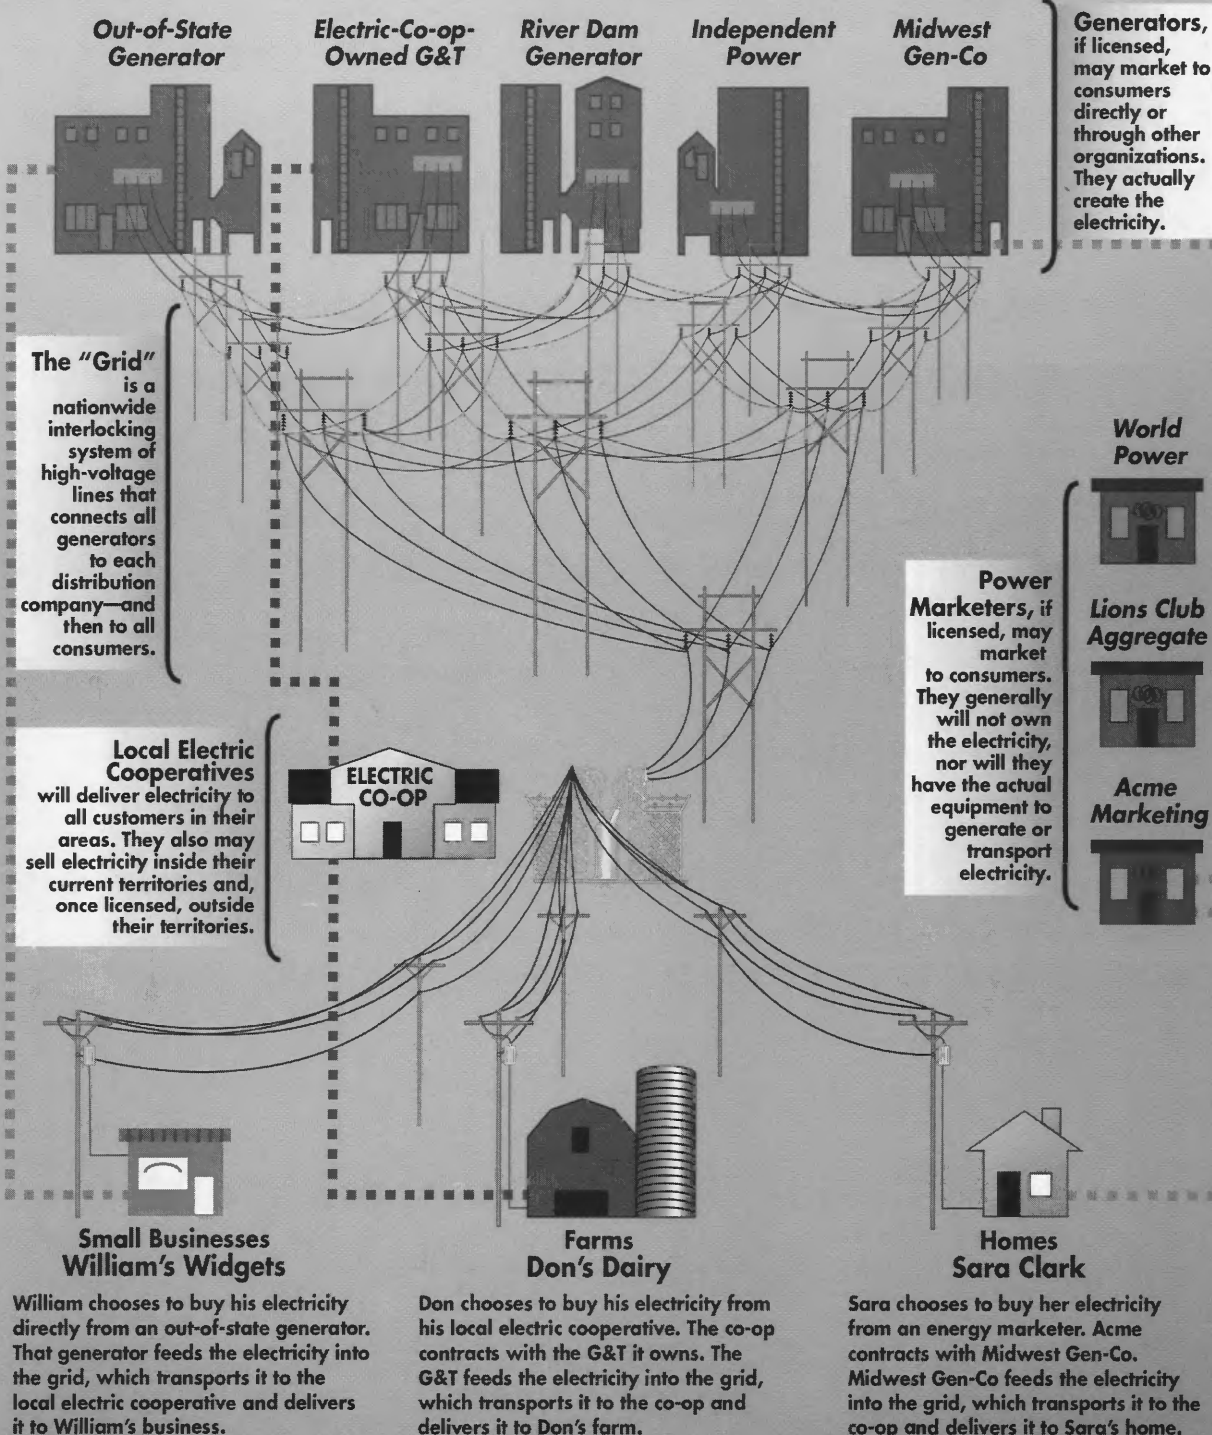 Out-of-State
Generator
Electric-Co-op-
Owned G&T
River Dam
Generator
Independent
Power
Midwest
Gen-Co
Generators,
if licensed,
may market to
consumers
directly or
through other
organizations.
They actually
create the
electricity.
The "Grid"
is a
nationwide
interlocking
system of
high-voltage
lines that
connects all
generators
to each
distribution
company—and
then to all
consumers.
World
Power
Lions Club
Aggregate
Acme
Marketing
Power
Marketers, if
licensed, may
market
to consumers.
They generally
will not own
the electricity,
nor will they
have the actual
equipment to
generate or
transport
electricity.
Local Electric
Cooperatives
will deliver electricity to
all customers in their
areas. They also may
sell electricity inside their
current territories and,
once licensed, outside
their territories.
ELECTRIC
CO-OP
Small Businesses
William's Widgets
William chooses to buy his electricity
directly from an out-of-state generator.
That generator feeds the electricity into
the grid, which transports it to the
local electric cooperative and delivers
it to William's business.
Farms
Don's Dairy
Don chooses to buy his electricity from
his local electric cooperative. The co-op
contracts with the G&T it owns. The
G&T feeds the electricity into the grid,
which transports it to the co-op and
delivers it to Don's farm.
Homes
Sara Clark
Sara chooses to buy her electricity
from an energy marketer. Acme
contracts with Midwest Gen-Co.
Midwest Gen-Co feeds the electricity
into the grid, which transports it to the
co-op and delivers it to Sara's home.